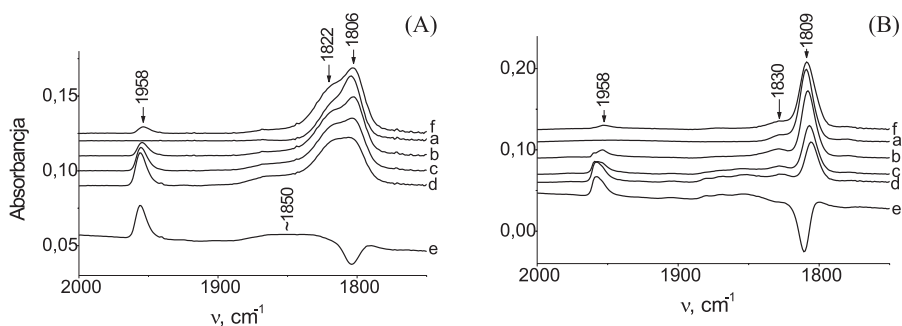 (A)
Absorbancja
0,15
0,10
0,05
1958
1822
1806
~1850
f
a
b
c
d
e
2000
1900
1800
ν, cm⁻¹
(B)
0,20
0,10
0,00
1958
1830
1809
f
a
b
c
d
e
2000
1900
1800
ν, cm⁻¹